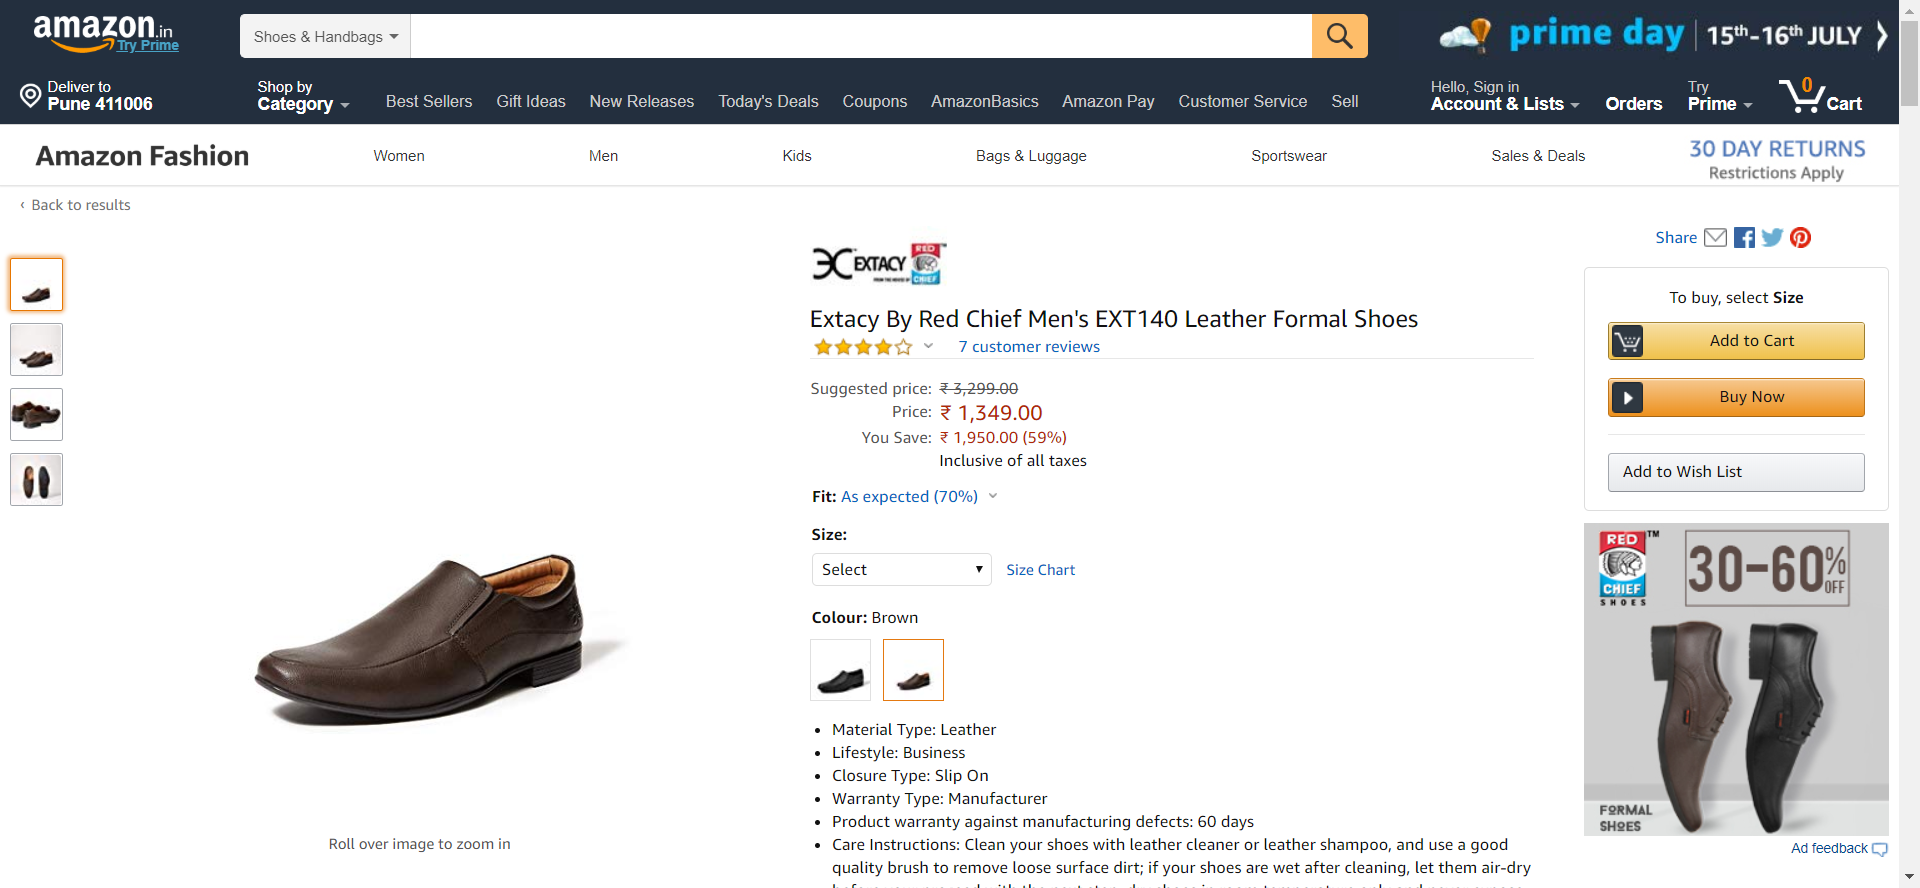 amazon.in
Try Prime
Shoes & Handbags
prime day
15th-16th JULY
Deliver to
Pune 411006
Shop by
Category
Best Sellers
Gift Ideas
New Releases
Today's Deals
Coupons
AmazonBasics
Amazon Pay
Customer Service
Sell
Hello, Sign in
Account & Lists
Orders
Try
Prime
0
Cart
Amazon Fashion
Women
Men
Kids
Bags & Luggage
Sportswear
Sales & Deals
30 DAY RETURNS
Restrictions Apply
‹ Back to results
Share
EXTACY
FROM THE HOUSE OF
RED
CHIEF
TM
Extacy By Red Chief Men's EXT140 Leather Formal Shoes
7 customer reviews
Suggested price: ₹ 3,299.00
Price: ₹ 1,349.00
You Save: ₹ 1,950.00 (59%)
Inclusive of all taxes
Fit: As expected (70%)
Size:
Select
Size Chart
Colour: Brown
• Material Type: Leather
• Lifestyle: Business
• Closure Type: Slip On
• Warranty Type: Manufacturer
• Product warranty against manufacturing defects: 60 days
• Care Instructions: Clean your shoes with leather cleaner or leather shampoo, and use a good
quality brush to remove loose surface dirt; if your shoes are wet after cleaning, let them air-dry
Roll over image to zoom in
To buy, select Size
Add to Cart
Buy Now
Add to Wish List
RED
CHIEF
SHOES
TM
30-60% OFF
FORMAL
SHOES
Ad feedback